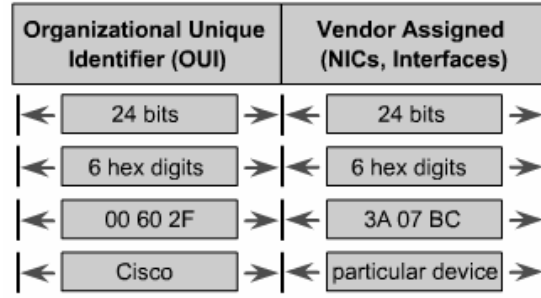 Organizational Unique
Identifier (OUI)
Vendor Assigned
(NICs, Interfaces)
24 bits
24 bits
6 hex digits
6 hex digits
00 60 2F
3A 07 BC
Cisco
particular device